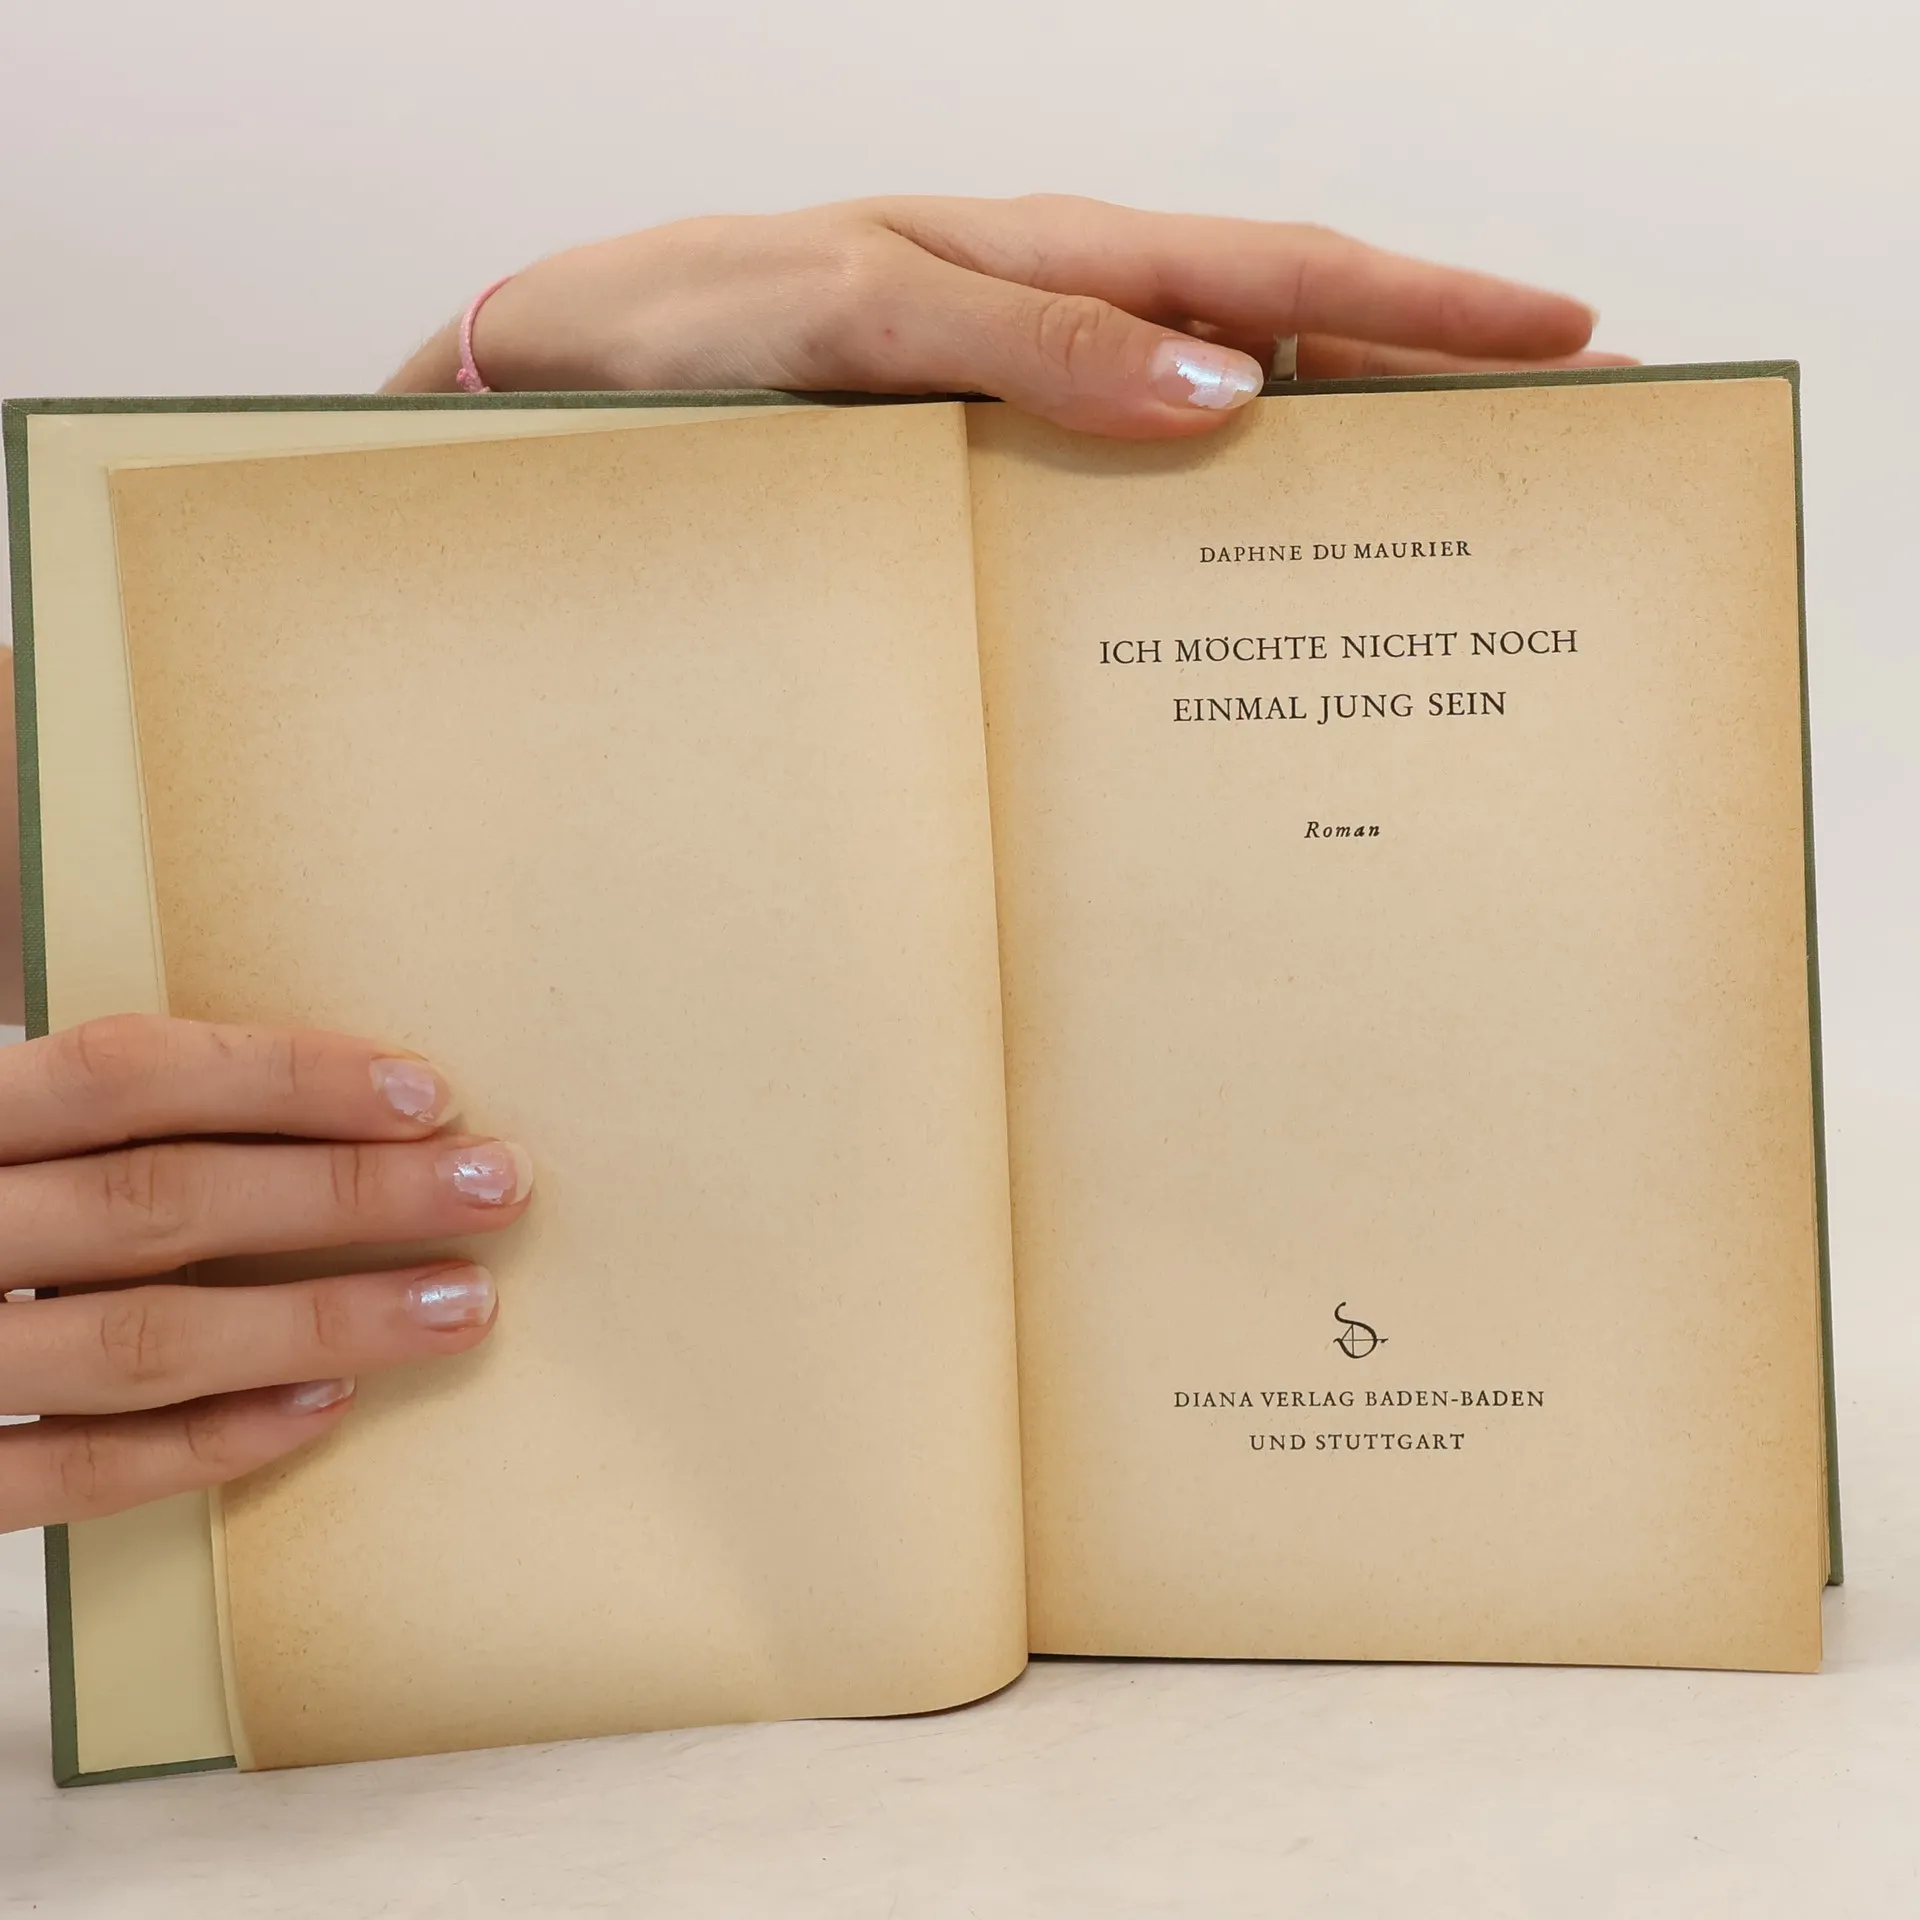 DAPHNE DU MAURIER
ICH MÖCHTE NICHT NOCH
EINMAL JUNG SEIN
Roman
DIANA VERLAG BADEN-BADEN
UND STUTTGART